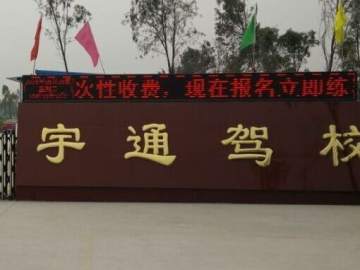 次性收费，现在报名立即练
宇通驾校